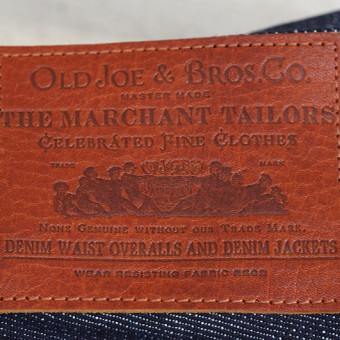 OLD JOE & BROS. CO.
MASTER MADE
THE MARCHANT TAILORS
CELEBRATED FINE CLOTHES
TRADE MARK
NONE GENUINE WITHOUT OUR TRADE MARK.
DENIM WAIST OVERALLS AND DENIM JACKETS
WEAR RESISTING FABRIC